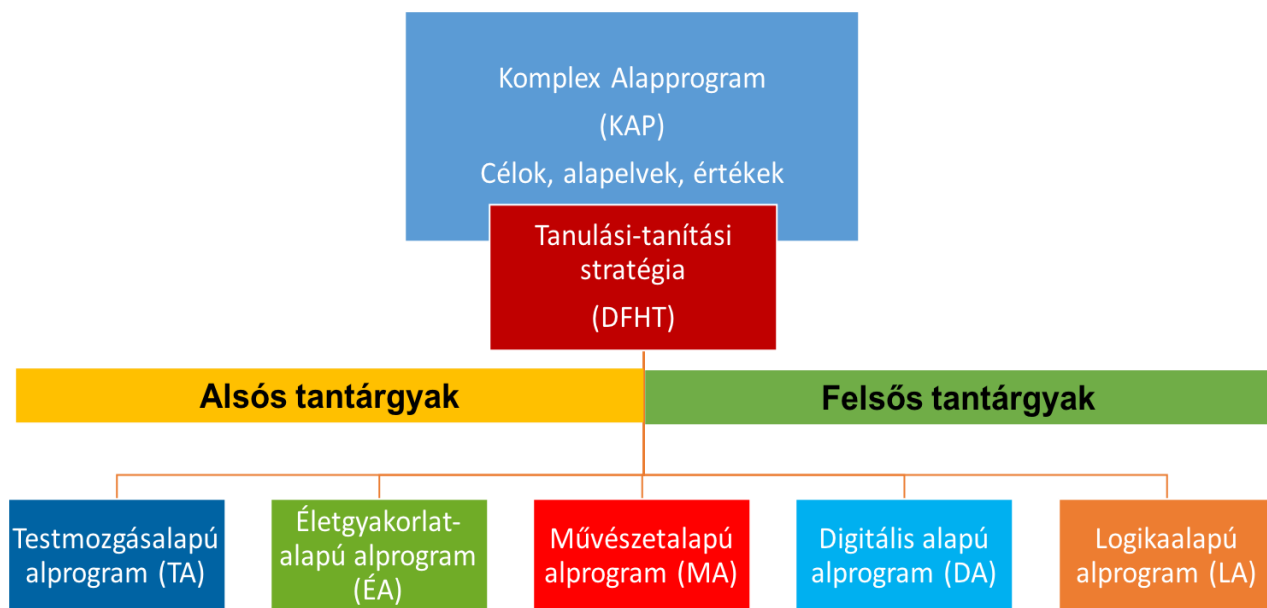 Komplex Alapprogram
(KAP)
Célok, alapelvek, értékek
Tanulási-tanítási
stratégia
(DFHT)
Alsós tantárgyak
Felsős tantárgyak
Testmozgásalapú
alprogram (TA)
Életgyakorlat-
alapú alprogram
(ÉA)
Művészetalapú
alprogram (MA)
Digitális alapú
alprogram (DA)
Logikaalapú
alprogram (LA)